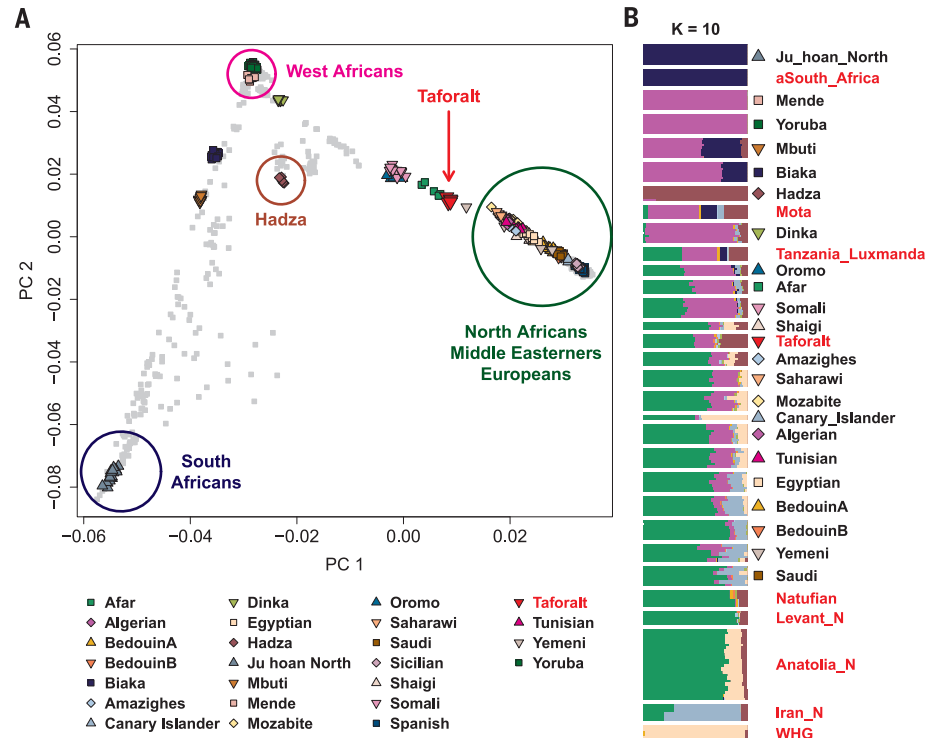 A
0.06
0.04
0.02
0.00
−0.02
−0.04
−0.06
−0.08
PC 2
West Africans
Taforalt
Hadza
North Africans
Middle Easterners
Europeans
South
Africans
−0.06
−0.04
−0.02
0.00
0.02
PC 1
Afar
Algerian
BedouinA
BedouinB
Biaka
Amazighes
Canary Islander
Dinka
Egyptian
Hadza
Ju hoan North
Mbuti
Mende
Mozabite
Oromo
Saharawi
Saudi
Sicilian
Shaigi
Somali
Spanish
Taforalt
Tunisian
Yemeni
Yoruba
B
K = 10
Ju_hoan_North
aSouth_Africa
Mende
Yoruba
Mbuti
Biaka
Hadza
Mota
Dinka
Tanzania_Luxmanda
Oromo
Afar
Somali
Shaigi
Taforalt
Amazighes
Saharawi
Mozabite
Canary_Islander
Algerian
Tunisian
Egyptian
BedouinA
BedouinB
Yemeni
Saudi
Natufian
Levant_N
Anatolia_N
Iran_N
WHG